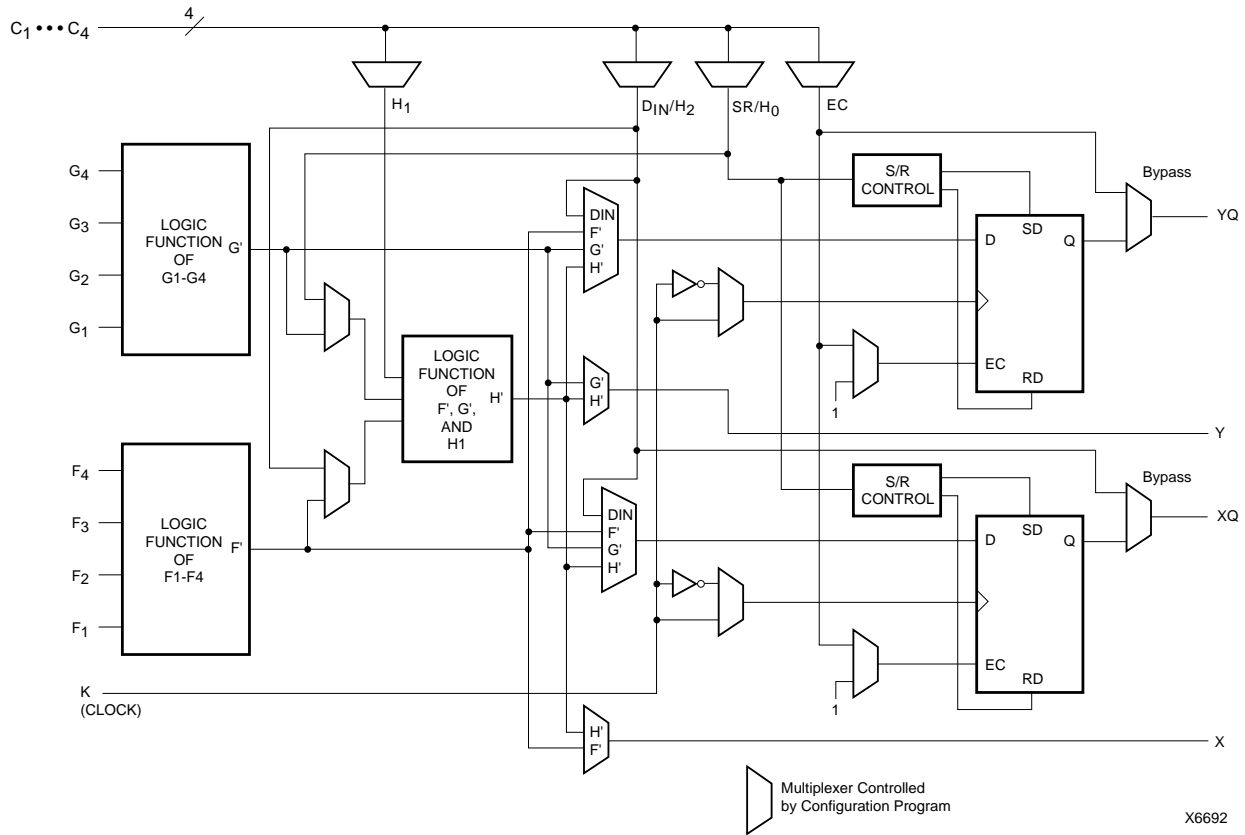 C1 ••• C4
4
H1
DIN/H2
SR/H0
EC
G4
G3
G2
G1
LOGIC
FUNCTION
OF
G1-G4
G'
DIN
F'
G'
H'
S/R
CONTROL
Bypass
D
SD
Q
YQ
EC
RD
1
LOGIC
FUNCTION
OF
F', G',
AND
H1
H'
G'
H'
Y
F4
F3
F2
F1
LOGIC
FUNCTION
OF
F1-F4
F'
DIN
F'
G'
H'
S/R
CONTROL
Bypass
D
SD
Q
XQ
EC
RD
1
K
(CLOCK)
H'
F'
X
Multiplexer Controlled
by Configuration Program
X6692